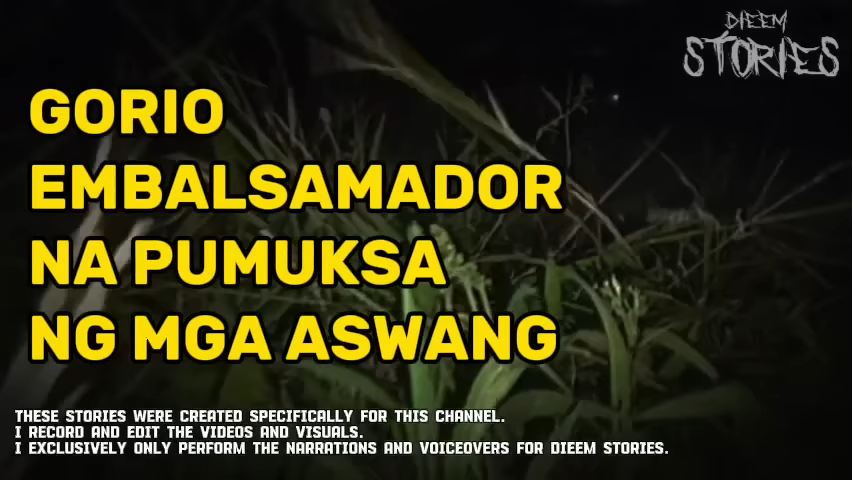 DIEEM
STORIES
GORIO
EMBALSAMADOR
NA PUMUKSA
NG MGA ASWANG
THESE STORIES WERE CREATED SPECIFICALLY FOR THIS CHANNEL.
I RECORD AND EDIT THE VIDEOS AND VISUALS.
I EXCLUSIVELY ONLY PERFORM THE NARRATIONS AND VOICEOVERS FOR DIEEM STORIES.